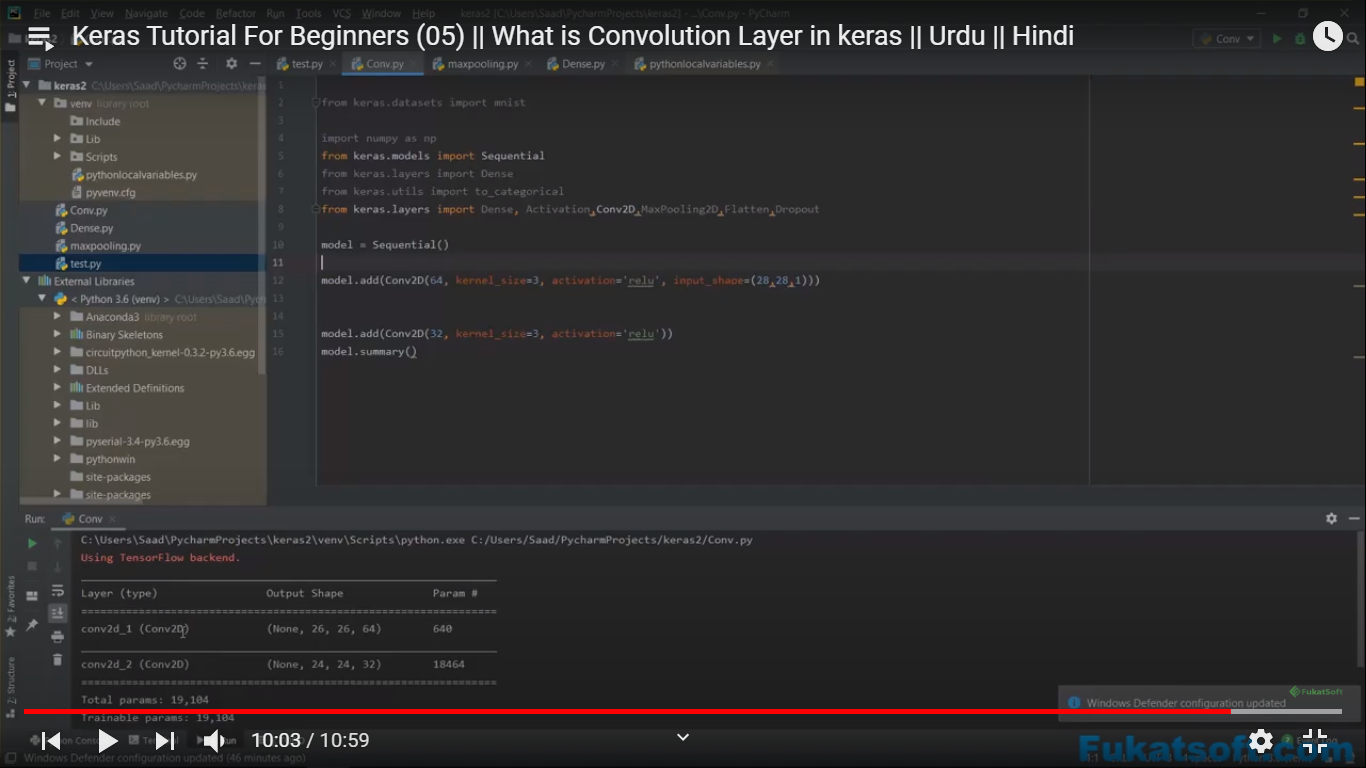 File Edit View Navigate Code Refactor Run Tools VCS Window Help keras2 [C:\Users\Saad\PycharmProjects\keras2] - ...\Conv.py - PyCharm
Keras Tutorial For Beginners (05) || What is Convolution Layer in keras || Urdu || Hindi
Conv
Project
test.py
Conv.py
maxpooling.py
Dense.py
pythonlocalvariables.py
1: Project
keras2 C:\Users\Saad\PycharmProjects\keras
venv library root
Include
Lib
Scripts
pythonlocalvariables.py
pyvenv.cfg
Conv.py
Dense.py
maxpooling.py
test.py
External Libraries
< Python 3.6 (venv) > C:\Users\Saad\Pyc
Anaconda3 library root
Binary Skeletons
circuitpython_kernel-0.3.2-py3.6.egg
DLLs
Extended Definitions
Lib
lib
pyserial-3.4-py3.6.egg
pythonwin
site-packages
site-packages
1
2 from keras.datasets import mnist
3
4 import numpy as np
5 from keras.models import Sequential
6 from keras.layers import Dense
7 from keras.utils import to_categorical
8 from keras.layers import Dense, Activation,Conv2D,MaxPooling2D,Flatten,Dropout
9
10 model = Sequential()
11
12 model.add(Conv2D(64, kernel_size=3, activation='relu', input_shape=(28,28,1)))
13
14
15 model.add(Conv2D(32, kernel_size=3, activation='relu'))
16 model.summary()
Run: Conv
C:\Users\Saad\PycharmProjects\keras2\venv\Scripts\python.exe C:/Users/Saad/PycharmProjects/keras2/Conv.py
Using TensorFlow backend.
Layer (type) Output Shape Param #
=================================================================
conv2d_1 (Conv2D) (None, 26, 26, 64) 640
conv2d_2 (Conv2D) (None, 24, 24, 32) 18464
=================================================================
Total params: 19,104
Trainable params: 19,104
2: Favorites
Z: Structure
FukatSoft
Windows Defender configuration updated
10:03 / 10:59
Fukatsoft.com
Windows Defender configuration updated (46 minutes ago)